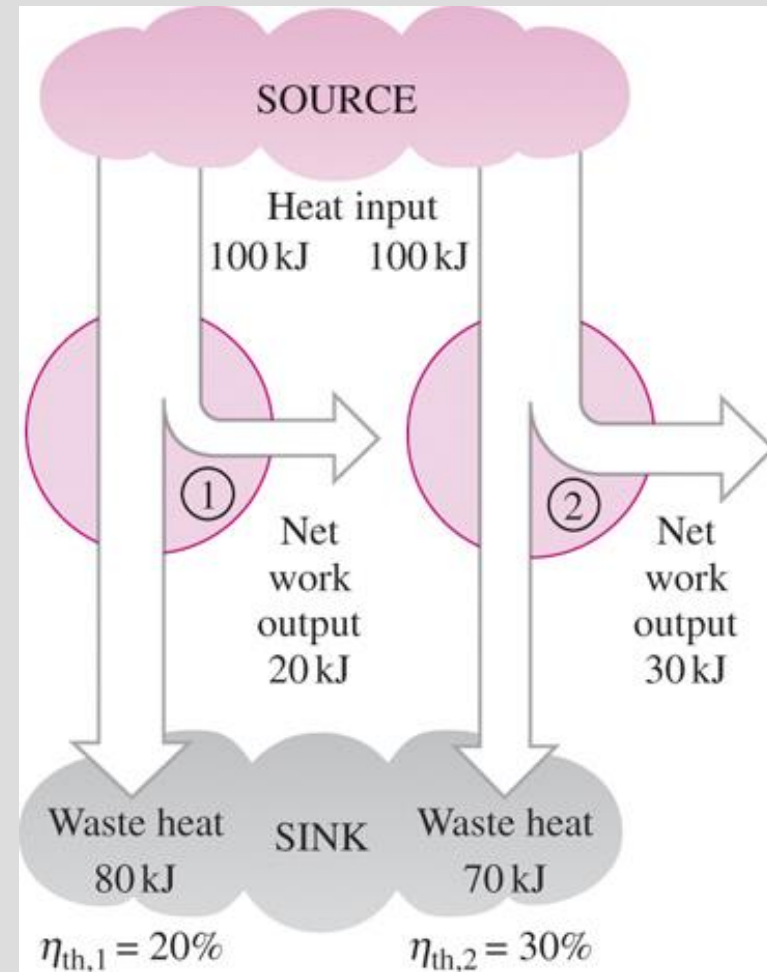 SOURCE
Heat input
100 kJ 100 kJ
1
Net
work
output
20 kJ
2
Net
work
output
30 kJ
Waste heat
80 kJ
SINK
Waste heat
70 kJ
ηth,1 = 20%
ηth,2 = 30%